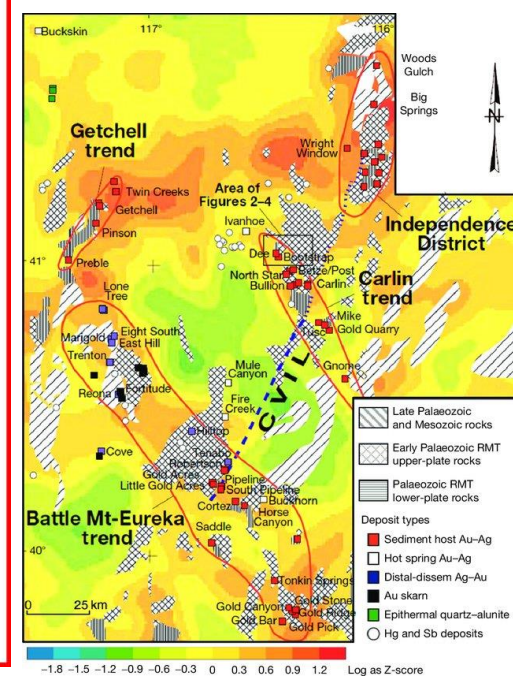 Buckskin
117°
116°
Woods
Gulch
Big
Springs
N
Getchell
trend
Wright
Window
Twin Creeks
Getchell
Pinson
Preble
Area of
Figures 2–4
Ivanhoe
Independence
District
41°
41°
Dee
Bootstrap
North Star
Betze/Post
Bullion
Carlin
Carlin
trend
Lone
Tree
Mike
Tusc
Gold Quarry
Marigold
Eight South
East Hill
Trenton
Gnome
Mule
Canyon
Fortitude
Reona
CVIL
Fire
Creek
Hilltop
Cove
Tenabo
Robertson
Gold Acres
Pipeline
Little Gold Acres
South Pipeline
Cortez
Buckhorn
Horse
Canyon
Battle Mt-Eureka
trend
Saddle
40°
40°
Tonkin Springs
Gold Stone
Gold Canyon
Gold Ridge
Gold Bar
Gold Pick
0 25 km
Late Palaeozoic
and Mesozoic rocks
Early Palaeozoic RMT
upper-plate rocks
Palaeozoic RMT
lower-plate rocks
Deposit types
Sediment host Au–Ag
Hot spring Au–Ag
Distal-dissem Ag–Au
Au skarn
Epithermal quartz–alunite
Hg and Sb deposits
−1.8 −1.5 −1.2 −0.9 −0.6 −0.3 0 0.3 0.6 0.9 1.2 Log as Z-score